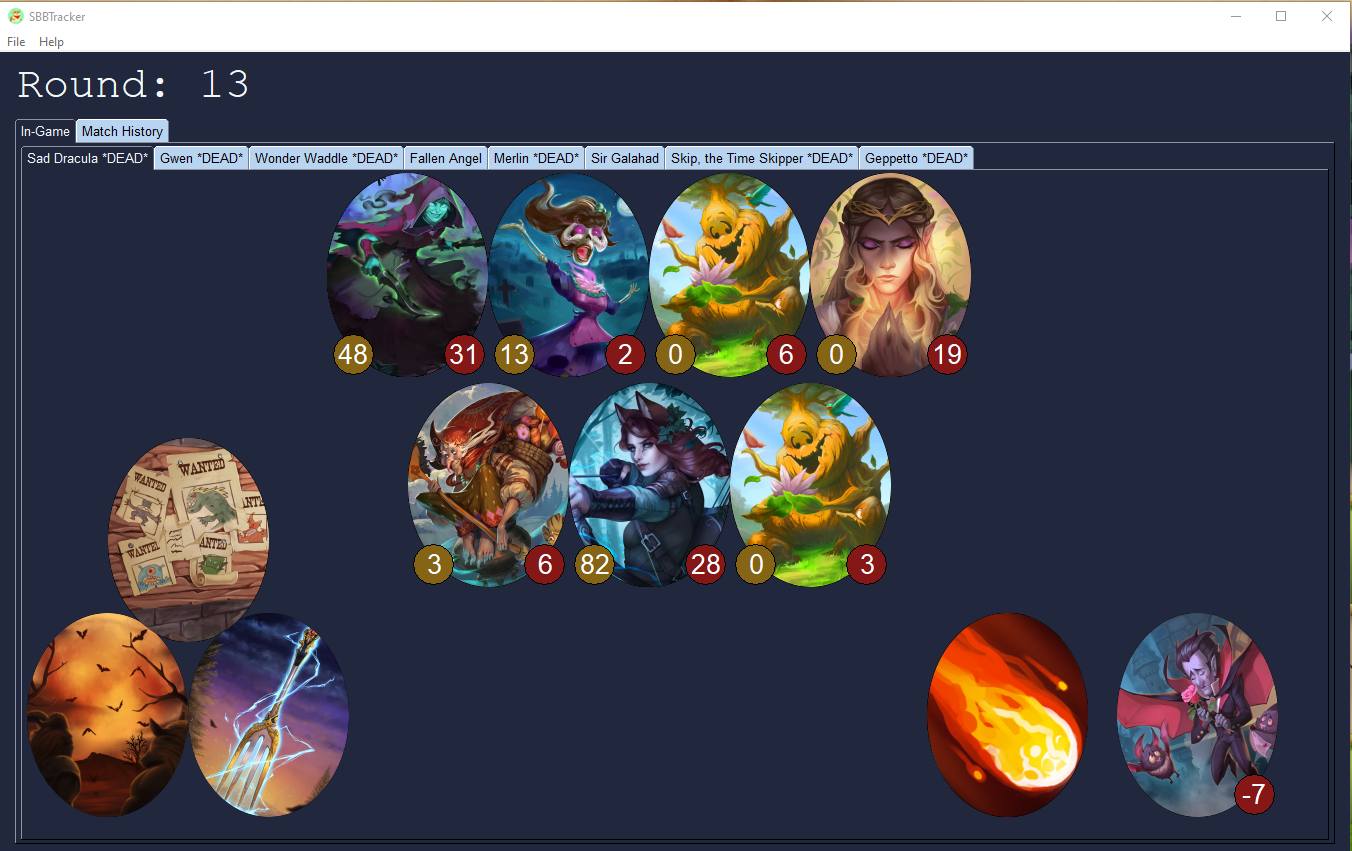 SBBTracker
File Help
Round: 13
In-Game Match History
Sad Dracula *DEAD* Gwen *DEAD* Wonder Waddle *DEAD* Fallen Angel Merlin *DEAD* Sir Galahad Skip, the Time Skipper *DEAD* Geppetto *DEAD*
48 31 13 2 0 6 0 19
WANTED
WANTED
WANTED
3 6 82 28 0 3
-7